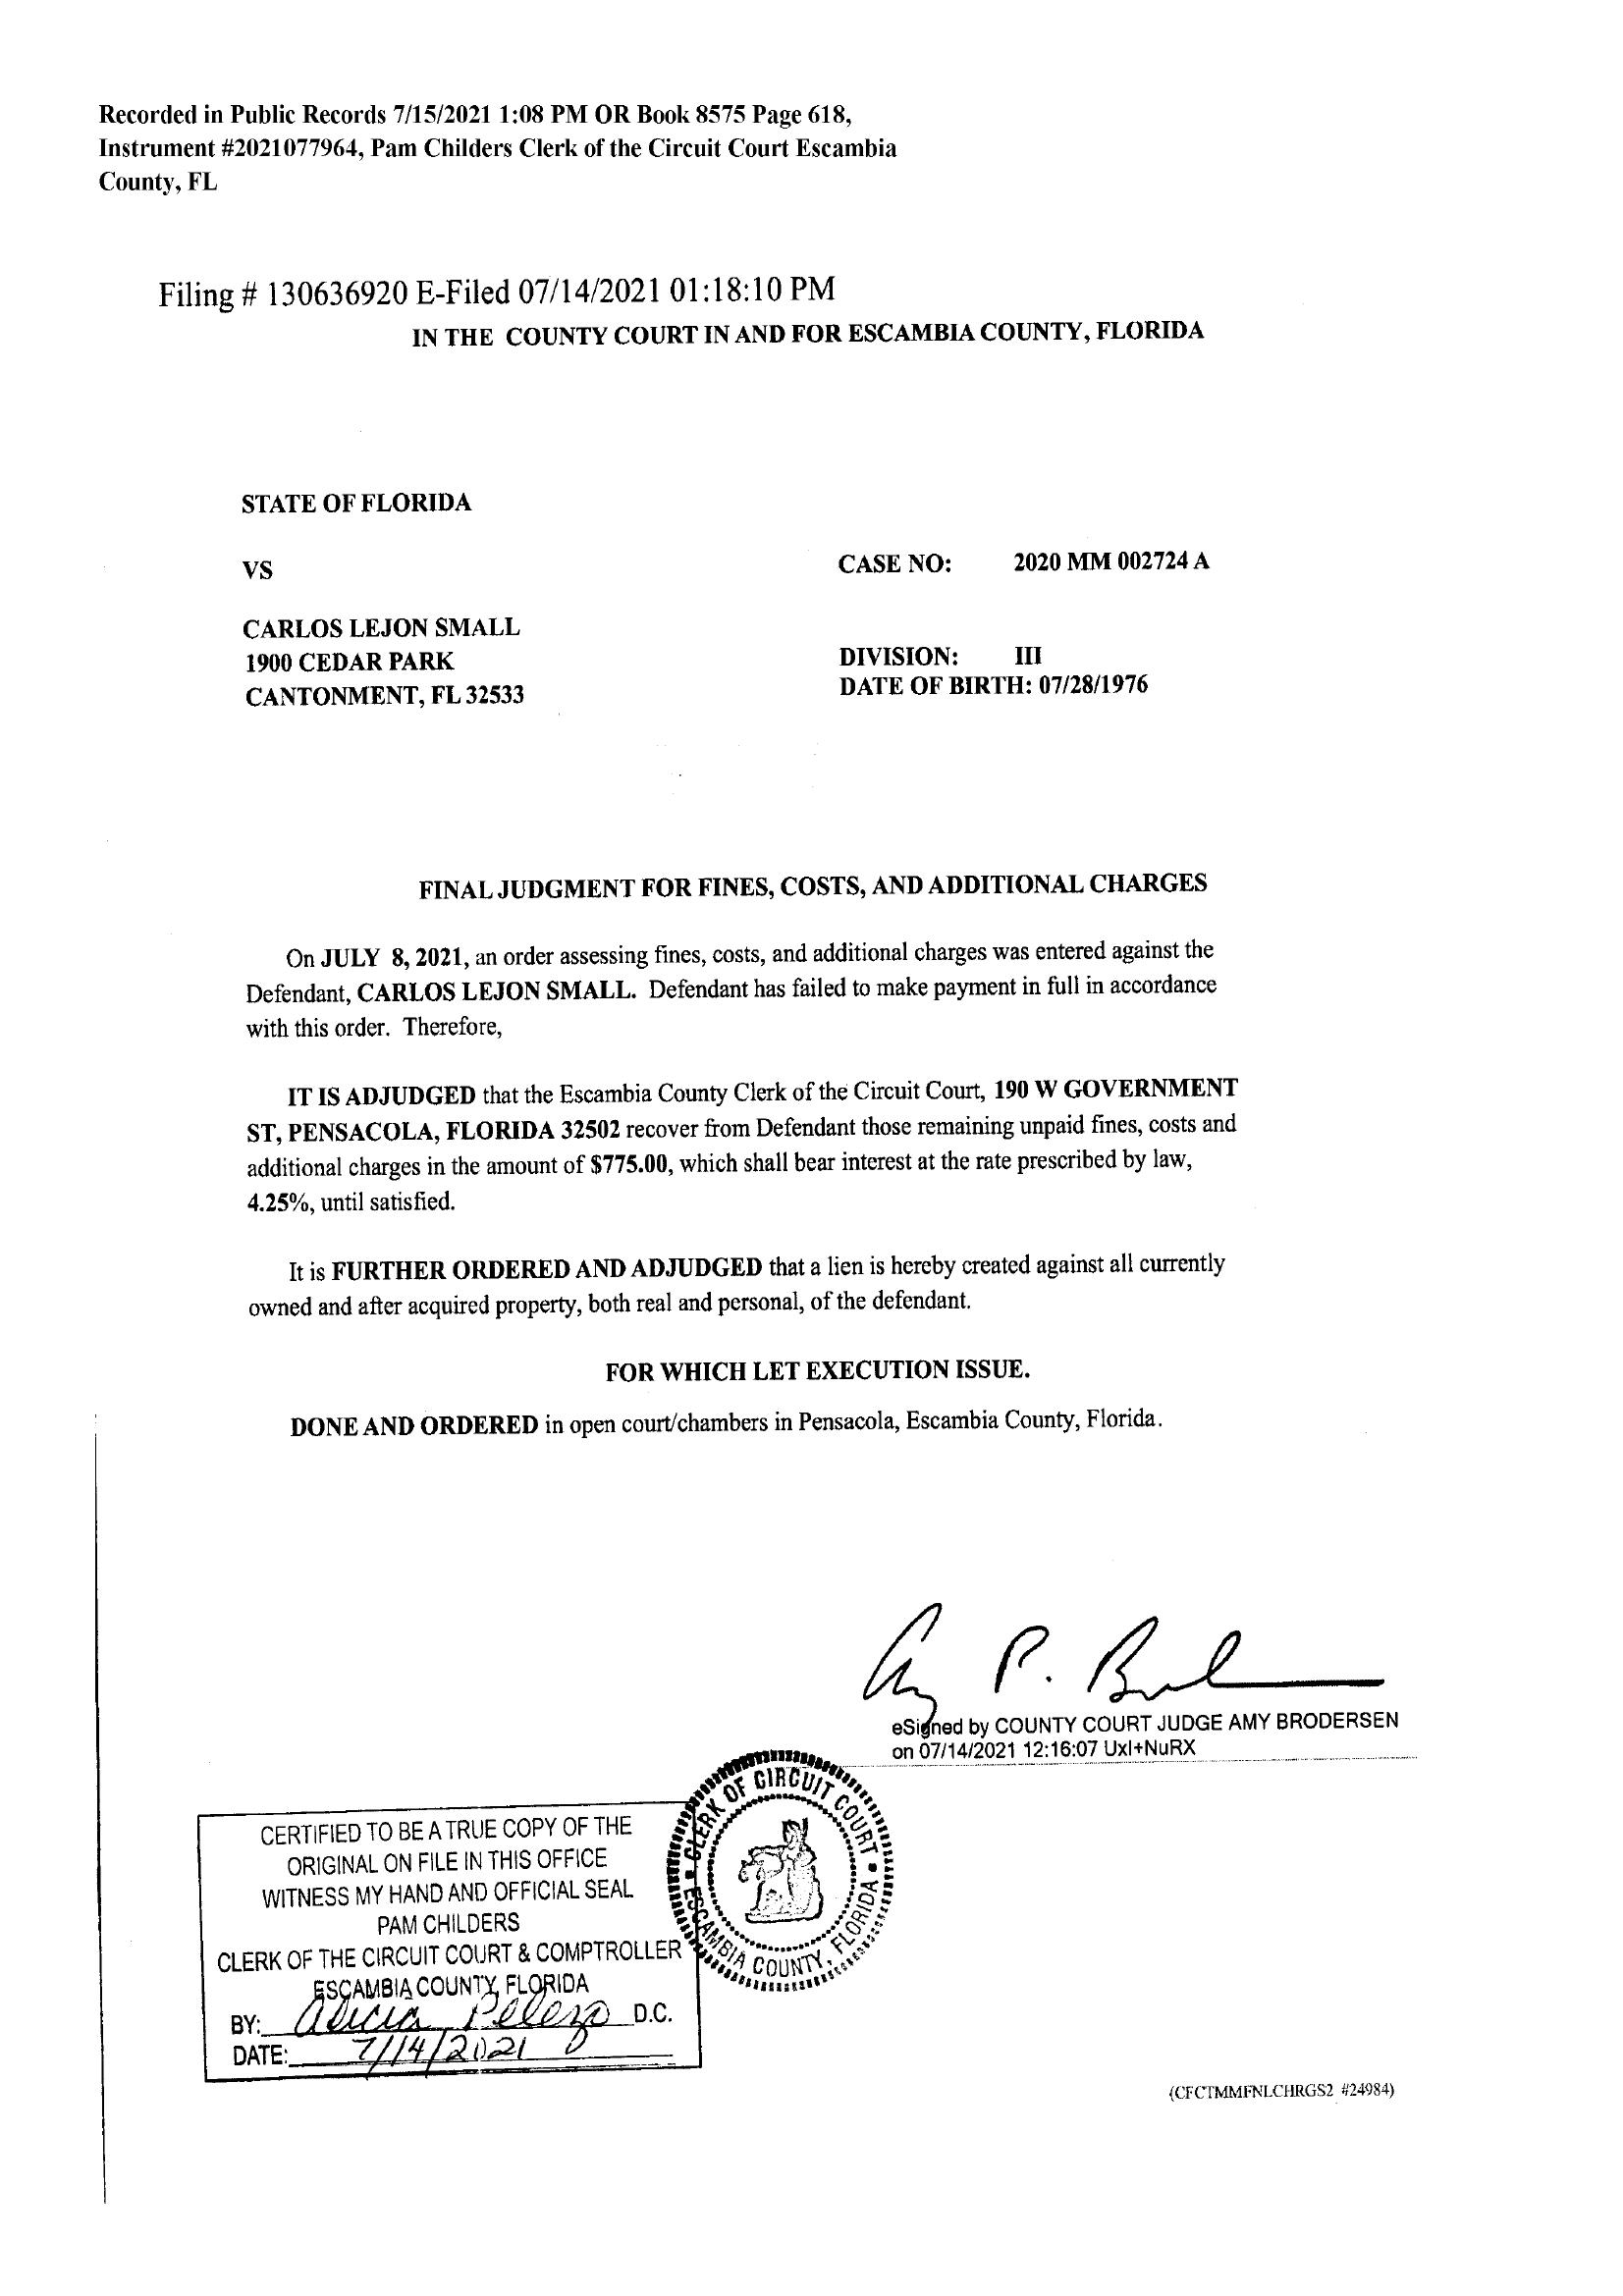 Recorded in Public Records 7/15/2021 1:08 PM OR Book 8575 Page 618,
Instrument #2021077964, Pam Childers Clerk of the Circuit Court Escambia
County, FL
Filing # 130636920 E-Filed 07/14/2021 01:18:10 PM
IN THE COUNTY COURT IN AND FOR ESCAMBIA COUNTY, FLORIDA
STATE OF FLORIDA
VS
CASE NO: 2020 MM 002724 A
CARLOS LEJON SMALL
1900 CEDAR PARK
CANTONMENT, FL 32533
DIVISION: III
DATE OF BIRTH: 07/28/1976
FINAL JUDGMENT FOR FINES, COSTS, AND ADDITIONAL CHARGES
On JULY 8, 2021, an order assessing fines, costs, and additional charges was entered against the
Defendant, CARLOS LEJON SMALL. Defendant has failed to make payment in full in accordance
with this order. Therefore,
IT IS ADJUDGED that the Escambia County Clerk of the Circuit Court, 190 W GOVERNMENT
ST, PENSACOLA, FLORIDA 32502 recover from Defendant those remaining unpaid fines, costs and
additional charges in the amount of $775.00, which shall bear interest at the rate prescribed by law,
4.25%, until satisfied.
It is FURTHER ORDERED AND ADJUDGED that a lien is hereby created against all currently
owned and after acquired property, both real and personal, of the defendant.
FOR WHICH LET EXECUTION ISSUE.
DONE AND ORDERED in open court/chambers in Pensacola, Escambia County, Florida.
eSigned by COUNTY COURT JUDGE AMY BRODERSEN
on 07/14/2021 12:16:07 UxI+NuRX
CERTIFIED TO BE A TRUE COPY OF THE
ORIGINAL ON FILE IN THIS OFFICE
WITNESS MY HAND AND OFFICIAL SEAL
PAM CHILDERS
CLERK OF THE CIRCUIT COURT & COMPTROLLER
ESCAMBIA COUNTY, FLORIDA
BY: Alicia D.C.
DATE: 7/14/2021
CLERK OF CIRCUIT COURT • ESCAMBIA COUNTY, FLORIDA •
(CFCTMMFNLCHRGS2 #24984)